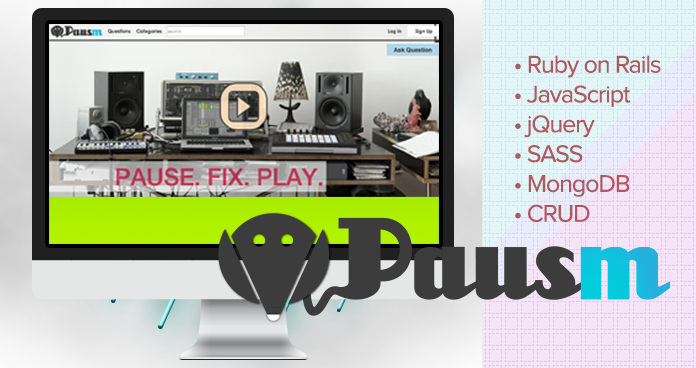 Pausm Questions Categories search Log In Sign Up
Ask Question
PAUSE. FIX. PLAY.
• Ruby on Rails
• JavaScript
• jQuery
• SASS
• MongoDB
• CRUD
Pausm